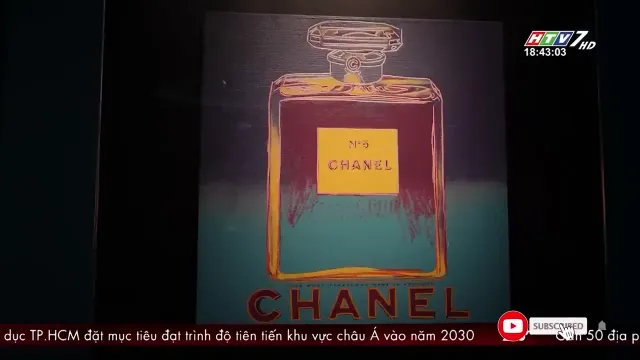 HTV7 HD
18:43:03
N°5
CHANEL
CHANEL
dục TP.HCM đặt mục tiêu đạt trình độ tiên tiến khu vực châu Á vào năm 2030
SUBSCRIBED
50 địa p